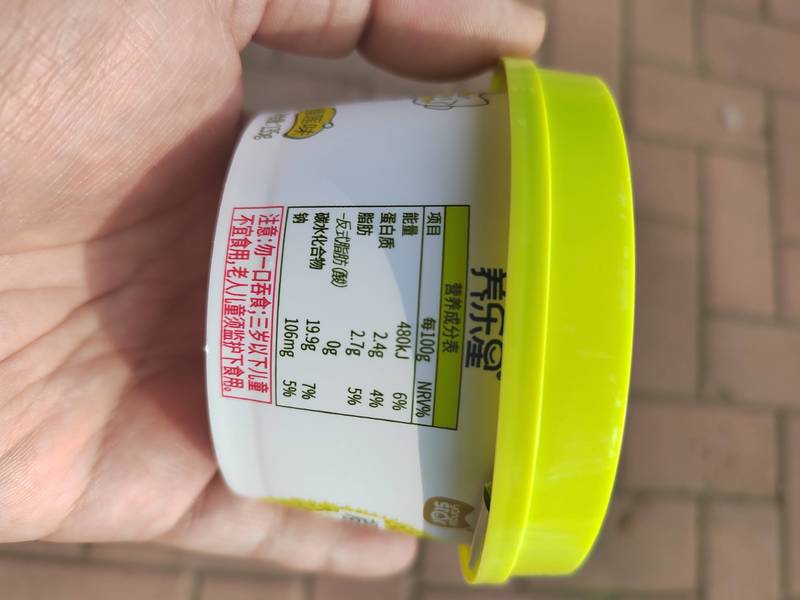 养乐星
营养成分表
项目 每100g NRV%
能量 480KJ 6%
蛋白质 2.4g 4%
脂肪 2.7g 5%
-反式脂肪(酸) 0g
碳水化合物 19.9g 7%
钠 106mg 5%
注意:勿一口吞食;三岁以下儿童
不宜食用,老人儿童须监护下食用。